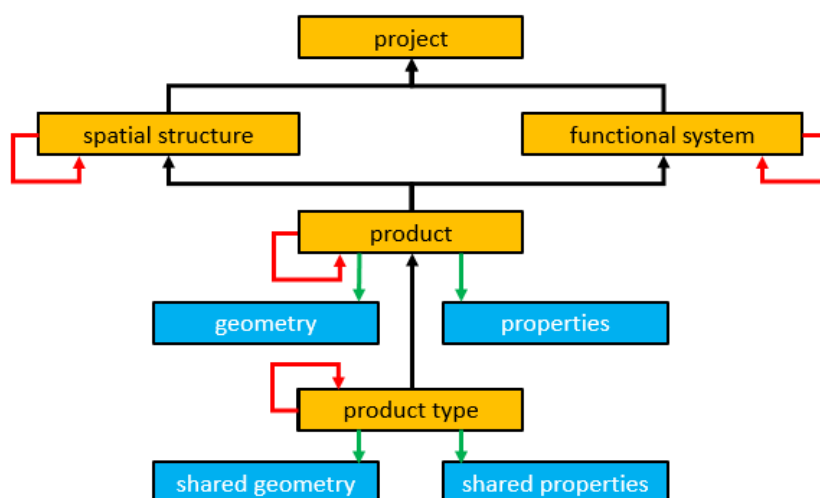 project
spatial structure
functional system
product
geometry
properties
product type
shared geometry
shared properties